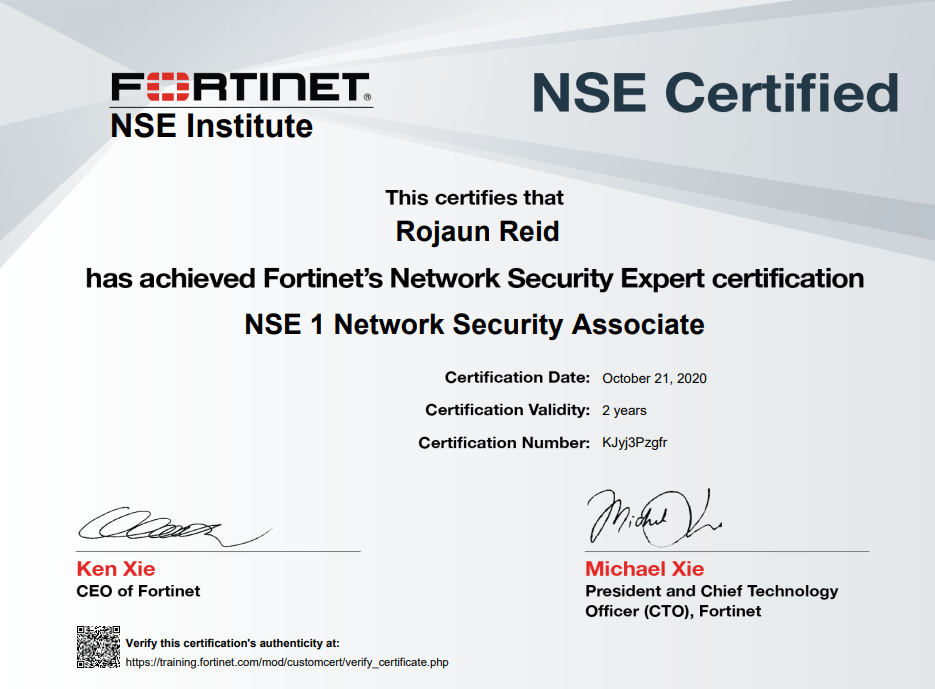 FORTINET®
NSE Institute
NSE Certified
This certifies that
Rojaun Reid
has achieved Fortinet's Network Security Expert certification
NSE 1 Network Security Associate
Certification Date: October 21, 2020
Certification Validity: 2 years
Certification Number: KJyj3Pzgfr
Ken Xie
CEO of Fortinet
Michael Xie
President and Chief Technology
Officer (CTO), Fortinet
Verify this certification's authenticity at:
https://training.fortinet.com/mod/customcert/verify_certificate.php